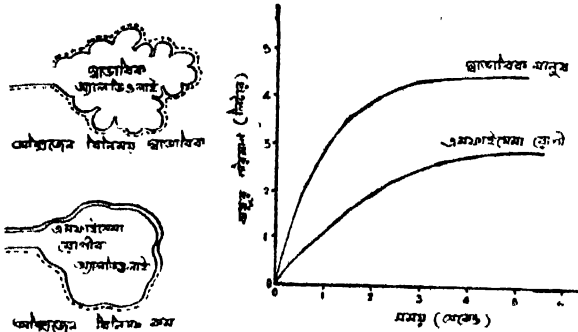 স্বাভাবিক
অ্যালভিওলাই
অক্সিজেন বিনিময় স্বাভাবিক
এমফাইসেমা
রোগীর
অ্যালভিওলাই
অক্সিজেন বিনিময় কম
বায়ুর পরিমাণ (লিটার)
5
4
3
2
1
0
স্বাভাবিক মানুষ
এমফাইসেমা রোগী
0
1
2
3
4
5
6
সময় (সেকেন্ড)